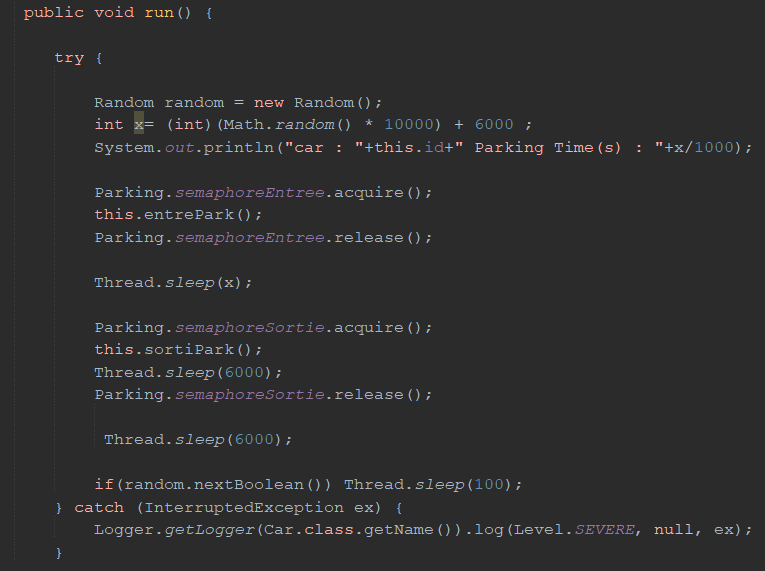 public void run() {
try {
Random random = new Random();
int x= (int)(Math.random() * 10000) + 6000 ;
System.out.println("car : "+this.id+" Parking Time(s) : "+x/1000);
Parking.semaphoreEntree.acquire();
this.entrePark();
Parking.semaphoreEntree.release();
Thread.sleep(x);
Parking.semaphoreSortie.acquire();
this.sortiPark();
Thread.sleep(6000);
Parking.semaphoreSortie.release();
Thread.sleep(6000);
if(random.nextBoolean()) Thread.sleep(100);
} catch (InterruptedException ex) {
Logger.getLogger(Car.class.getName()).log(Level.SEVERE, null, ex);
}